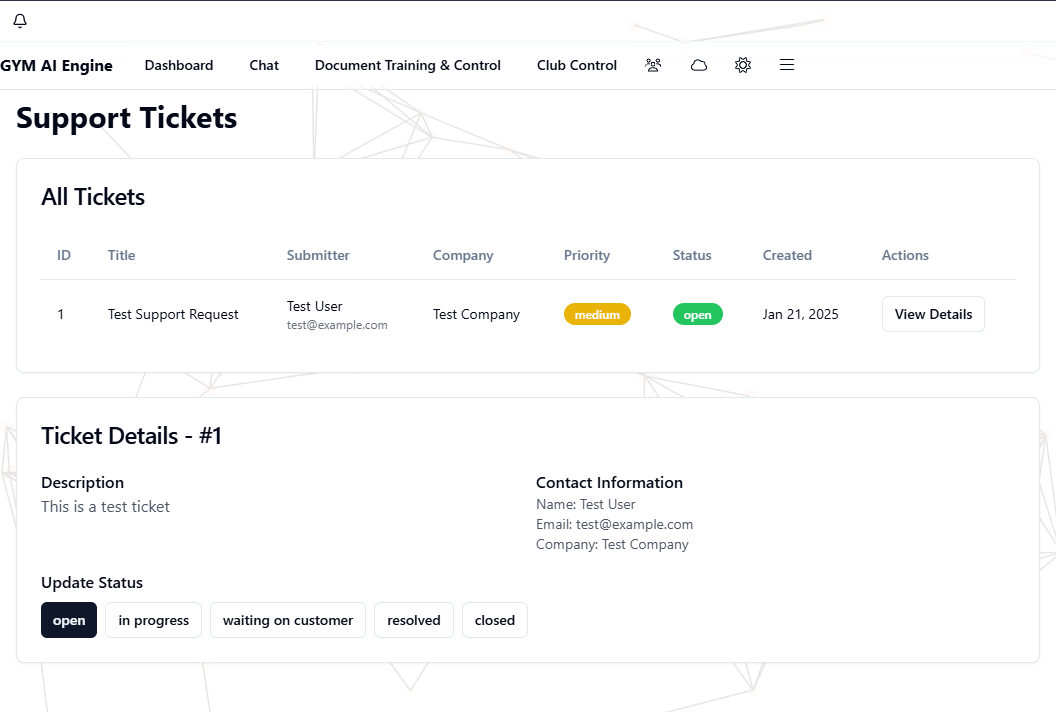 GYM AI Engine Dashboard Chat Document Training & Control Club Control
Support Tickets
All Tickets
ID Title Submitter Company Priority Status Created Actions
1 Test Support Request Test User test@example.com Test Company medium open Jan 21, 2025 View Details
Ticket Details - #1
Description
This is a test ticket
Contact Information
Name: Test User
Email: test@example.com
Company: Test Company
Update Status
open in progress waiting on customer resolved closed